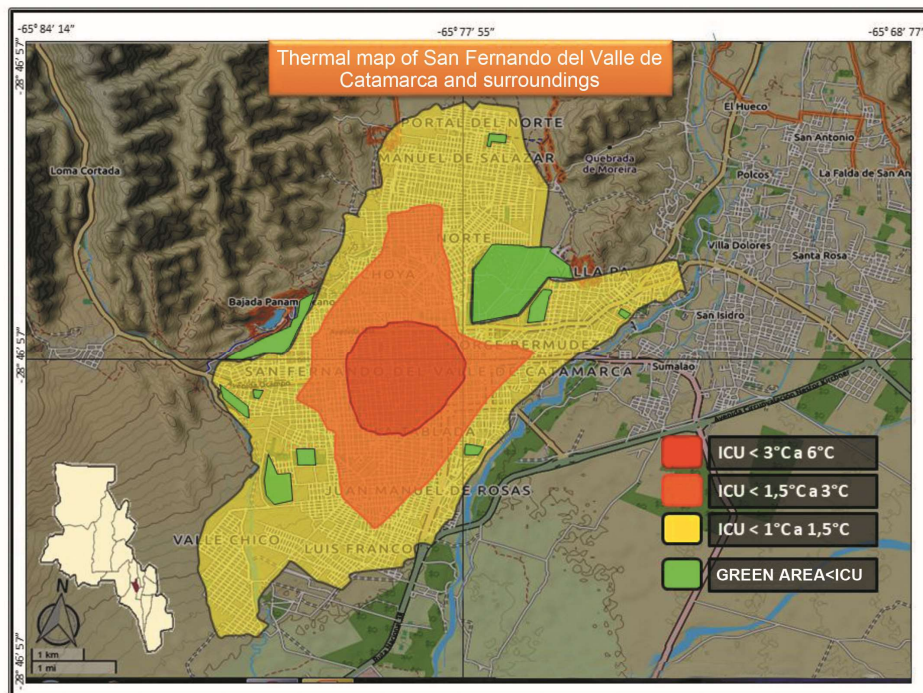 -65° 84' 14"
-65° 77' 55"
-65° 68' 77"
-28° 46' 57"
Thermal map of San Fernando del Valle de
Catamarca and surroundings
El Hueco
PORTAL DEL NORTE
San Antonio
MANUEL DE SALAZAR
Quebrada
de Moreira
Loma Cortada
Polcos
La Falda de San An
NORTE
Villa Dolores
Santa Rosa
CHOYA
Bajada Panam
cano
San Isidro
-28° 46' 57"
JORGE BERMUDEZ
SAN FERNANDO DEL VALLE DE CATAMARCA
Sumalao
ICU < 3°C a 6°C
JUAN MANUEL DE ROSAS
ICU < 1,5°C a 3°C
VALLE CHICO
LUIS FRANCO
ICU < 1°C a 1,5°C
GREEN AREA<ICU
N
1 km
1 mi
-28° 46' 57"